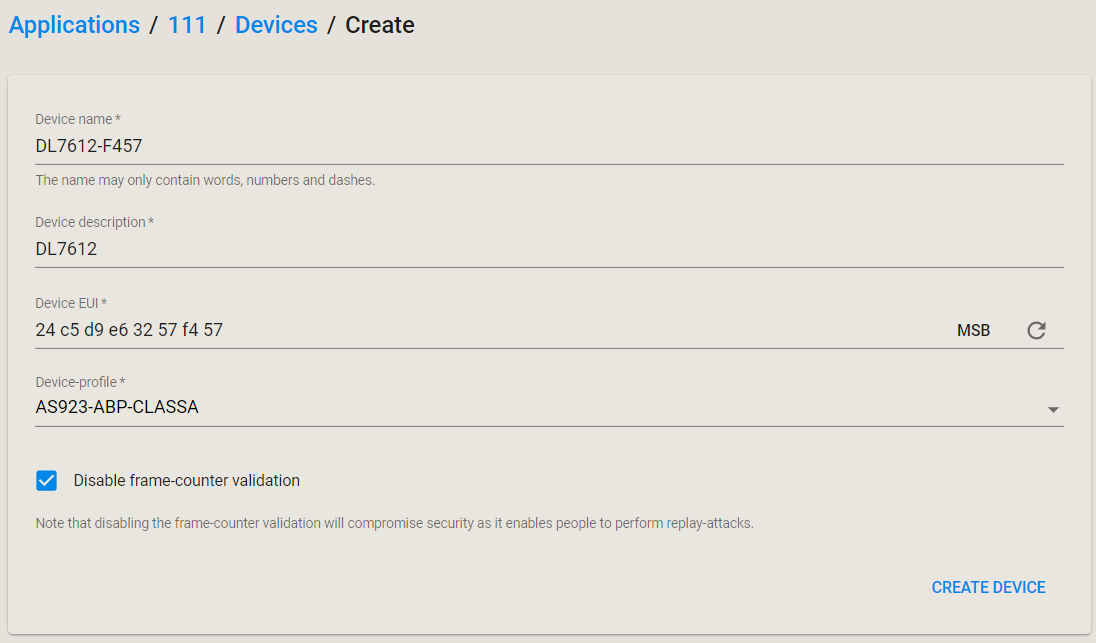 Applications / 111 / Devices / Create
Device name *
DL7612-F457
The name may only contain words, numbers and dashes.
Device description *
DL7612
Device EUI *
24 c5 d9 e6 32 57 f4 57 MSB
Device-profile *
AS923-ABP-CLASSA
Disable frame-counter validation
Note that disabling the frame-counter validation will compromise security as it enables people to perform replay-attacks.
CREATE DEVICE